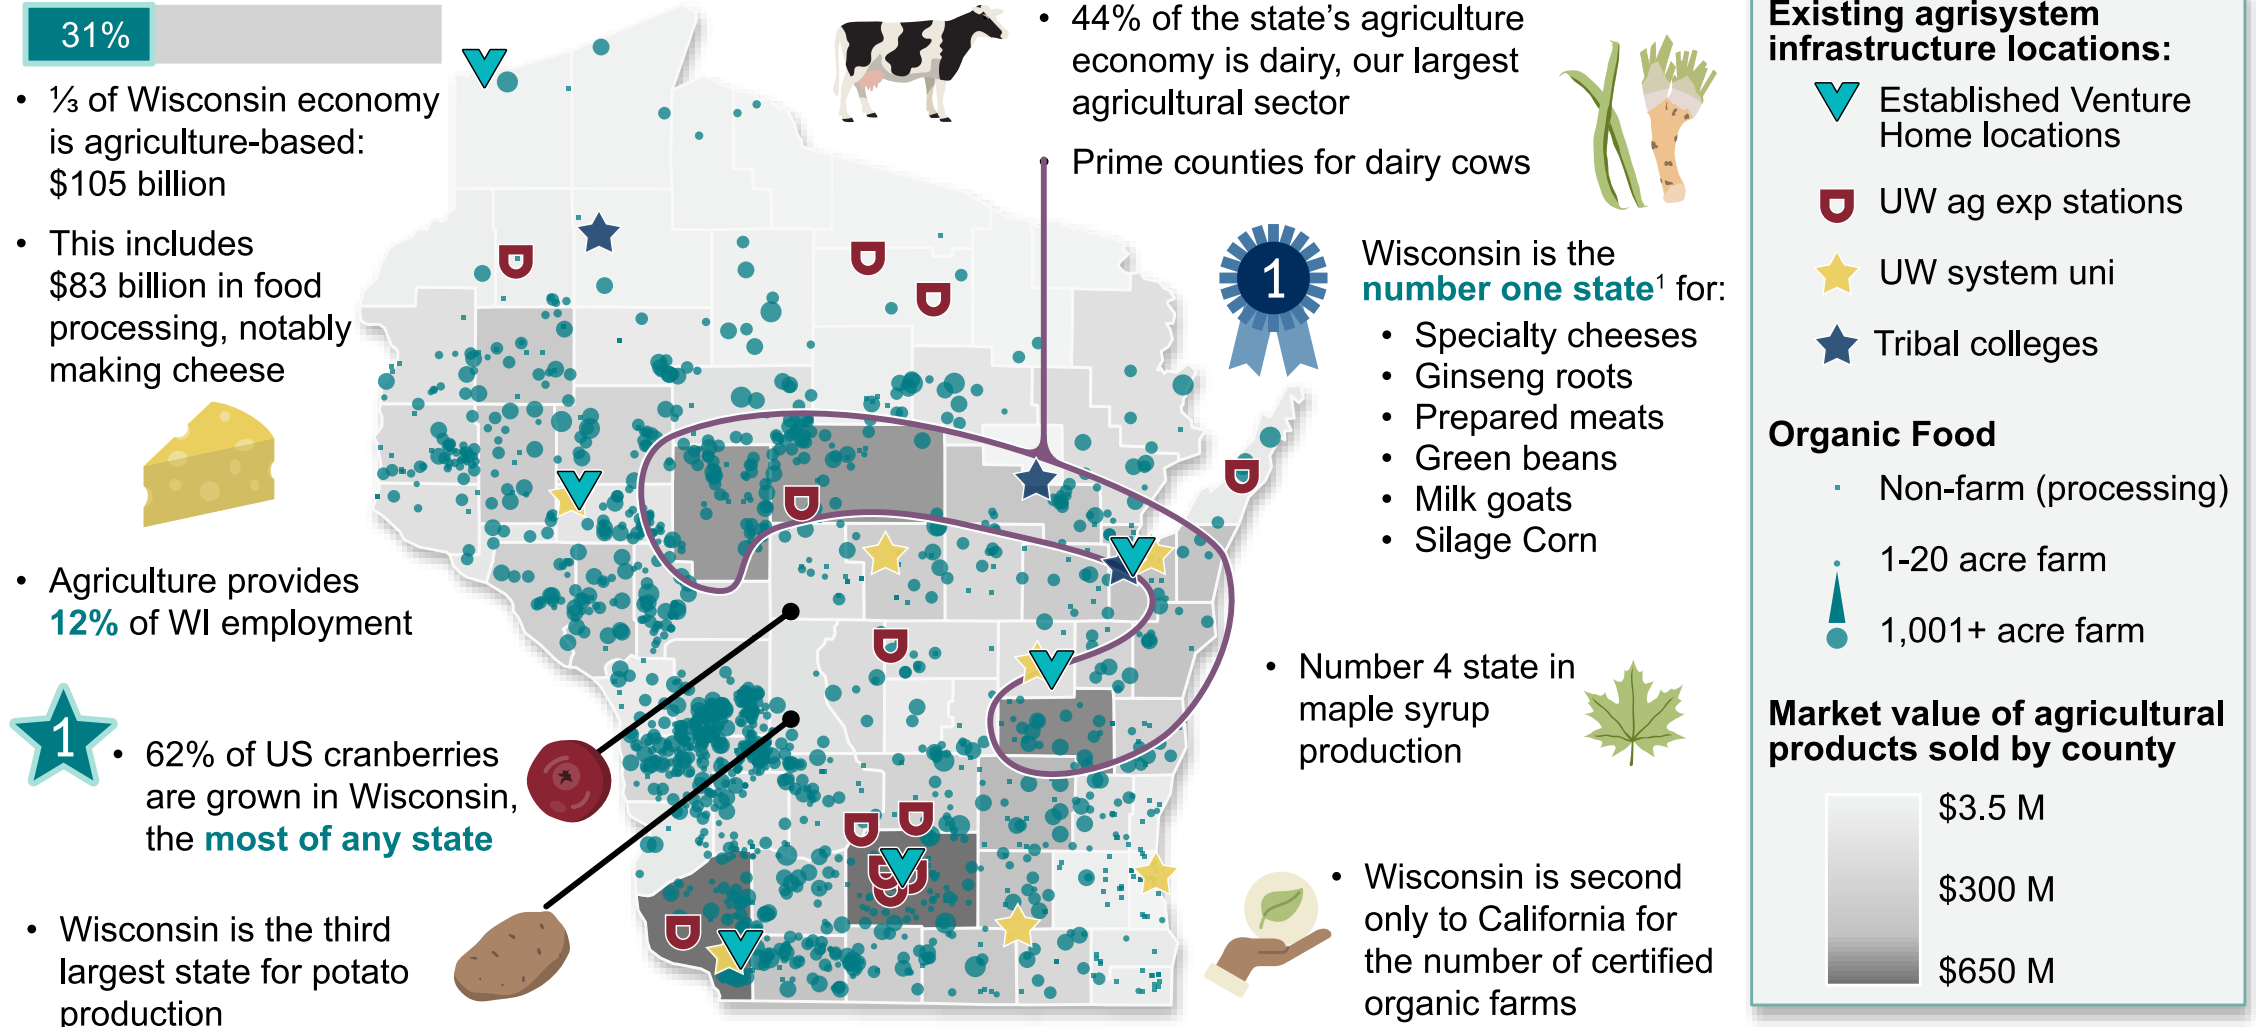 31%
• ⅓ of Wisconsin economy
is agriculture-based:
$105 billion
• This includes
$83 billion in food
processing, notably
making cheese
• Agriculture provides
12% of WI employment
1
• 62% of US cranberries
are grown in Wisconsin,
the most of any state
• Wisconsin is the third
largest state for potato
production
• 44% of the state’s agriculture
economy is dairy, our largest
agricultural sector
• Prime counties for dairy cows
1
Wisconsin is the
number one state¹ for:
• Specialty cheeses
• Ginseng roots
• Prepared meats
• Green beans
• Milk goats
• Silage Corn
• Number 4 state in
maple syrup
production
• Wisconsin is second
only to California for
the number of certified
organic farms
Existing agrisystem
infrastructure locations:
Established Venture
Home locations
UW ag exp stations
UW system uni
Tribal colleges
Organic Food
Non-farm (processing)
1-20 acre farm
1,001+ acre farm
Market value of agricultural
products sold by county
$3.5 M
$300 M
$650 M